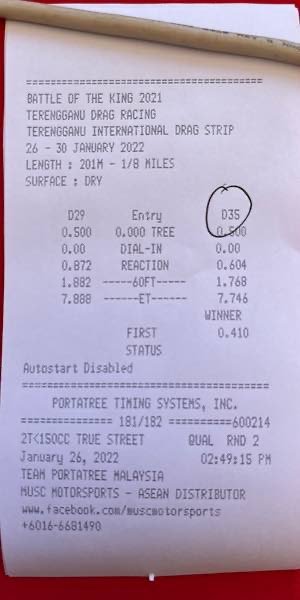 ==========================================
BATTLE OF THE KING 2021
TERENGGANU DRAG RACING
TERENGGANU INTERNATIONAL DRAG STRIP
26 - 30 JANUARY 2022
LENGTH : 201M - 1/8 MILES
SURFACE : DRY
D29 Entry D35
0.500 0.000 TREE 0.500
0.00 DIAL-IN 0.00
0.872 REACTION 0.604
1.882 -----60FT----- 1.768
7.888 ------ET------ 7.746
WINNER
FIRST 0.410
STATUS
Autostart Disabled
==========================================
PORTATREE TIMING SYSTEMS, INC.
=============== 181/182 ==========600214
2T<150CC TRUE STREET QUAL RND 2
January 26, 2022 02:49:15 PM
TEAM PORTATREE MALAYSIA
MUSC MOTORSPORTS - ASEAN DISTRIBUTOR
www.facebook.com/muscmotorsports
+6016-6681490